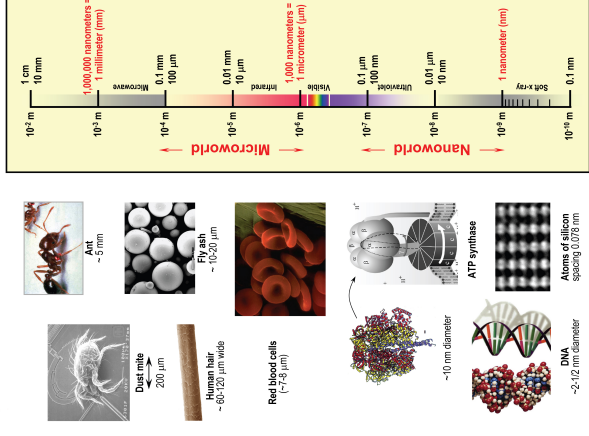 1 cm
10 mm
10⁻² m
1,000,000 nanometers =
1 millimeter (mm)
10⁻³ m
Microwave
0.1 mm
100 µm
10⁻⁴ m
0.01 mm
10 µm
10⁻⁵ m
Infrared
1,000 nanometers =
1 micrometer (µm)
10⁻⁶ m
Visible
0.1 µm
100 nm
10⁻⁷ m
Ultraviolet
0.01 µm
10 nm
10⁻⁸ m
1 nanometer (nm)
10⁻⁹ m
Soft x-ray
0.1 nm
10⁻¹⁰ m
Microworld
Nanoworld
Ant
~ 5 mm
Dust mite
200 µm
Fly ash
~ 10-20 µm
Human hair
~ 60-120 µm wide
Red blood cells
(~7-8 µm)
ATP synthase
~10 nm diameter
Atoms of silicon
spacing 0.078 nm
DNA
~2-1/2 nm diameter